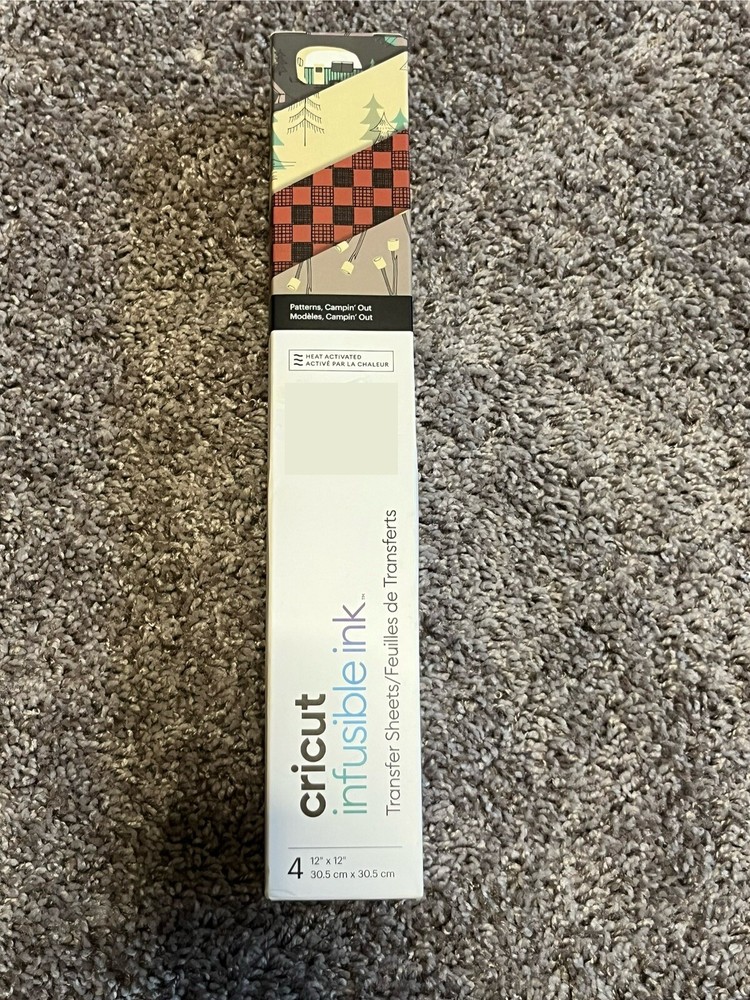 Patterns, Campin' Out
Modèles, Campin' Out
HEAT ACTIVATED
ACTIVÉ PAR LA CHALEUR
cricut
infusible ink™
Transfer Sheets/Feuilles de Transferts
4 12" x 12"
30.5 cm x 30.5 cm